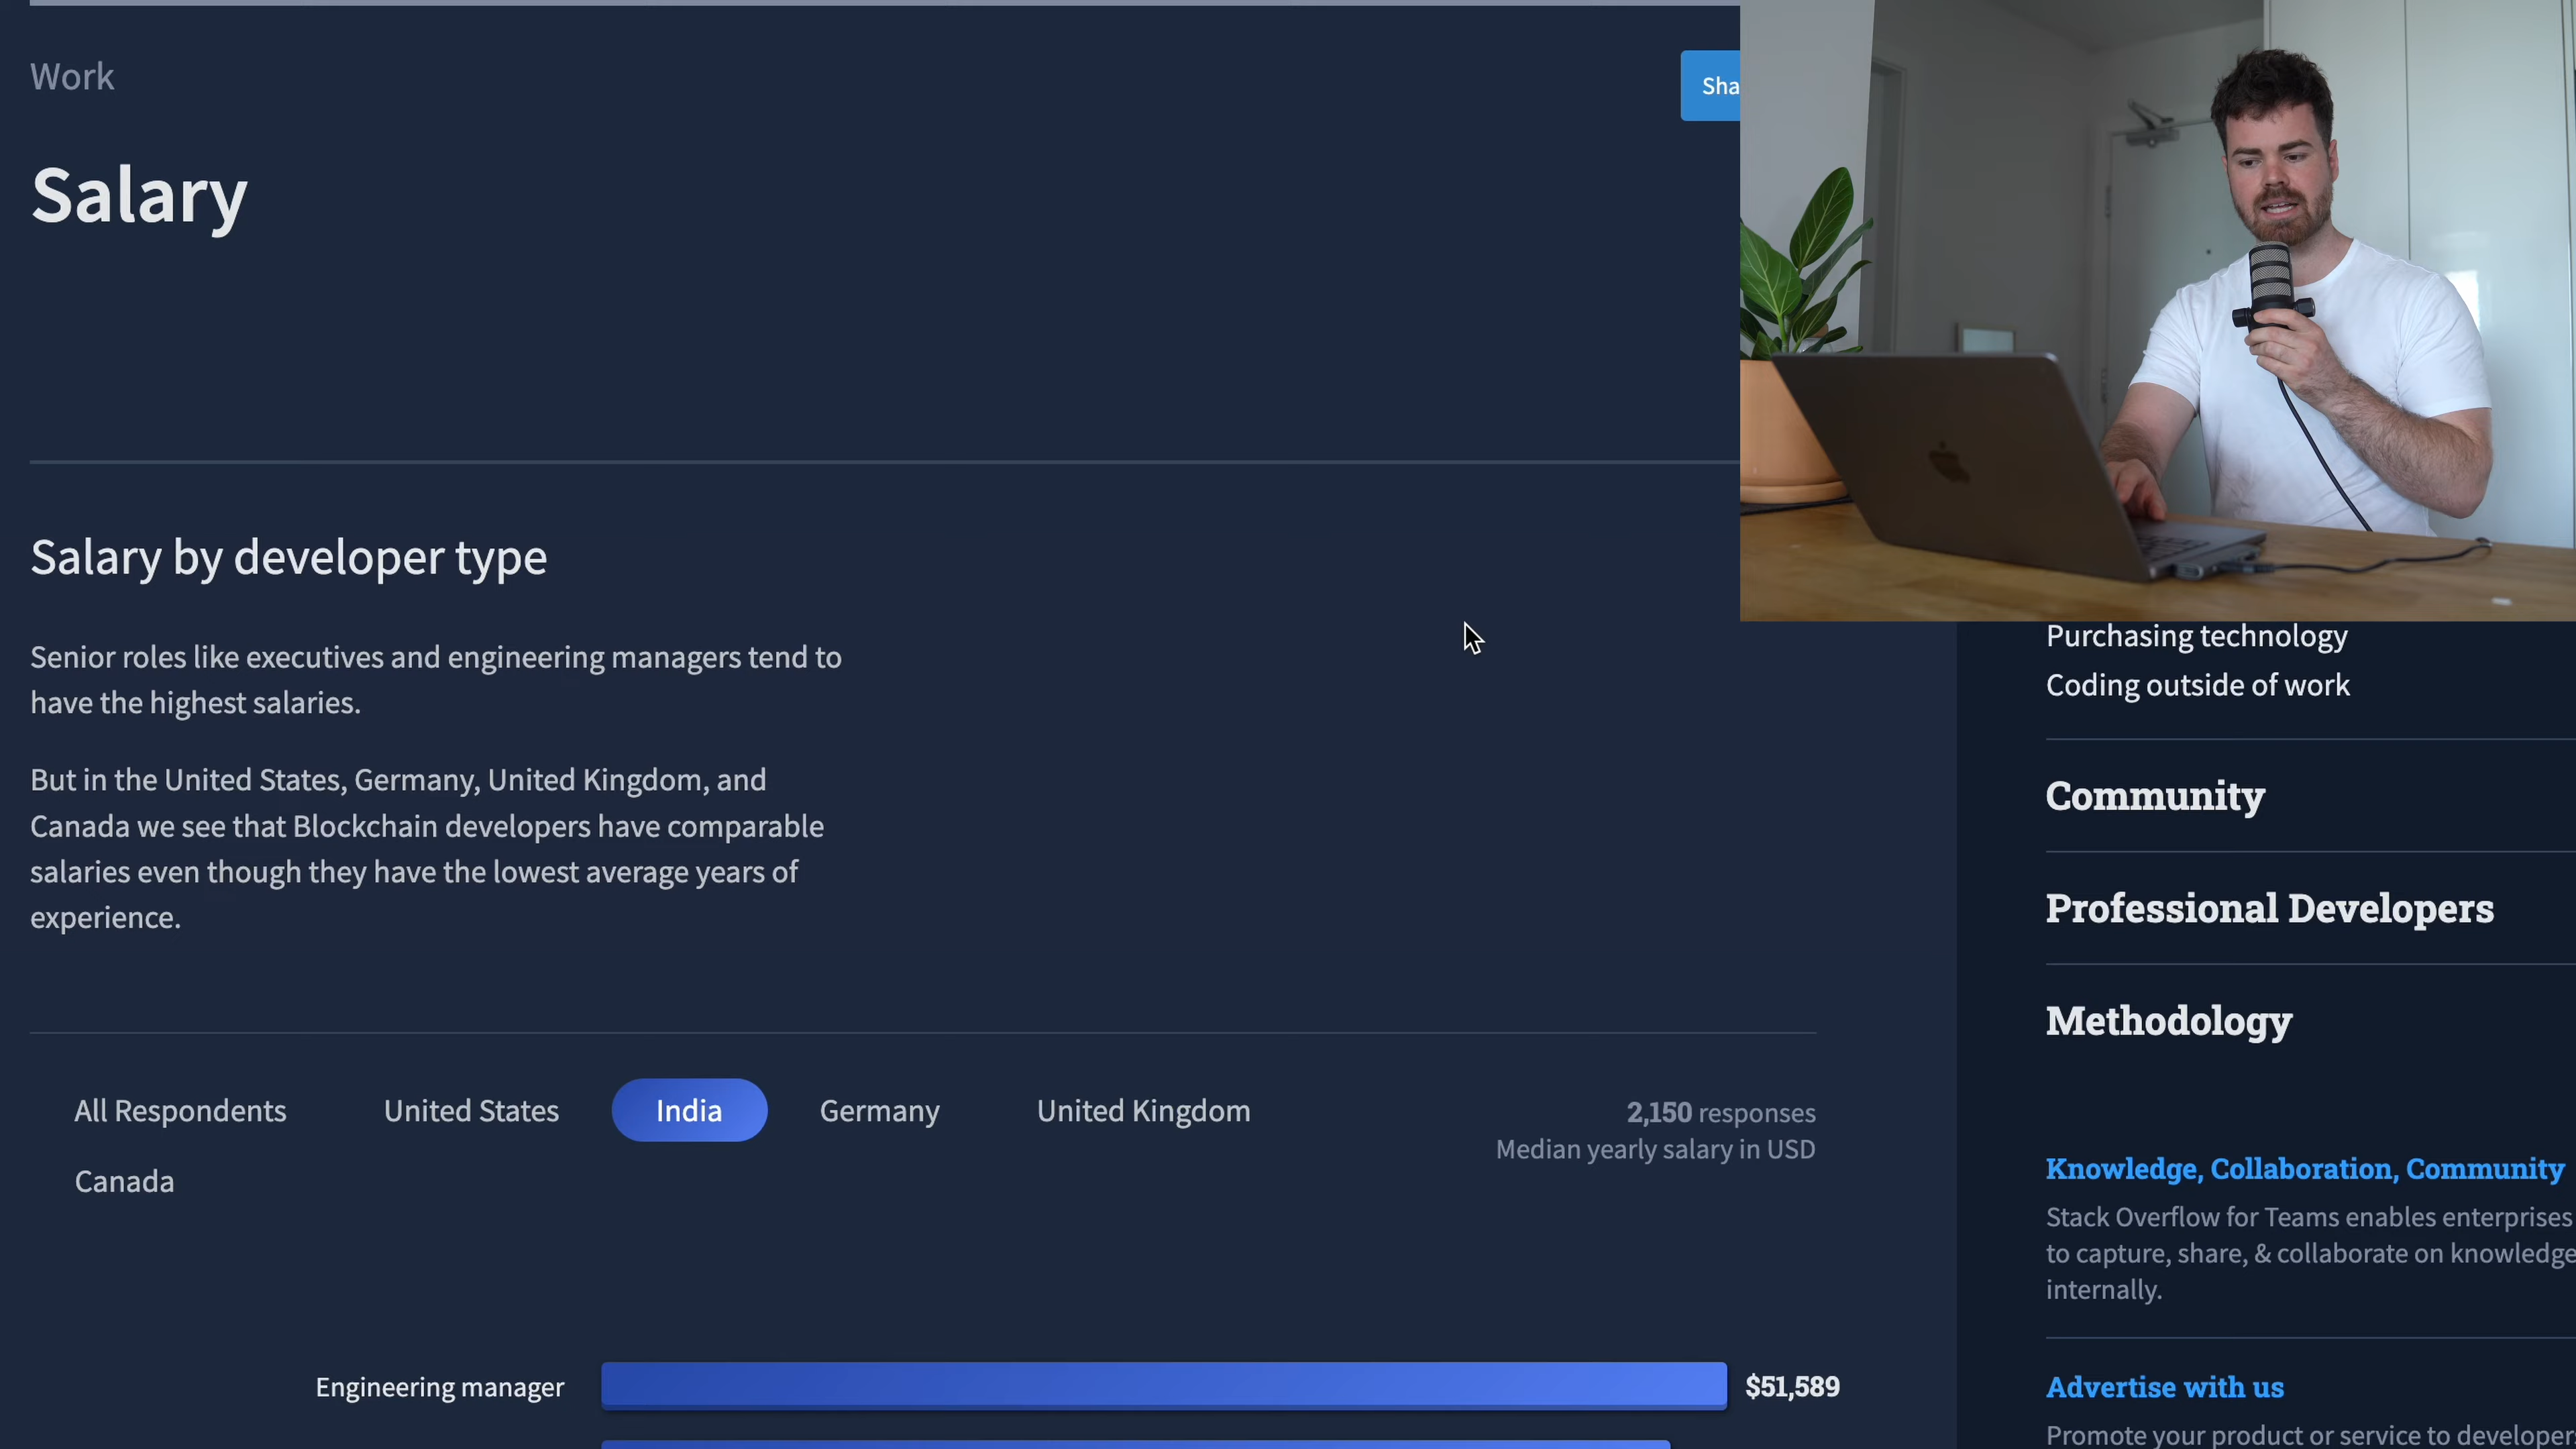 Work
Sha
Salary
Salary by developer type
Senior roles like executives and engineering managers tend to
have the highest salaries.
But in the United States, Germany, United Kingdom, and
Canada we see that Blockchain developers have comparable
salaries even though they have the lowest average years of
experience.
All Respondents
United States
India
Germany
United Kingdom
Canada
2,150 responses
Median yearly salary in USD
Engineering manager
$51,589
Purchasing technology
Coding outside of work
Community
Professional Developers
Methodology
Knowledge, Collaboration, Community
Stack Overflow for Teams enables enterprises
to capture, share, & collaborate on knowledge
internally.
Advertise with us
Promote your product or service to developer